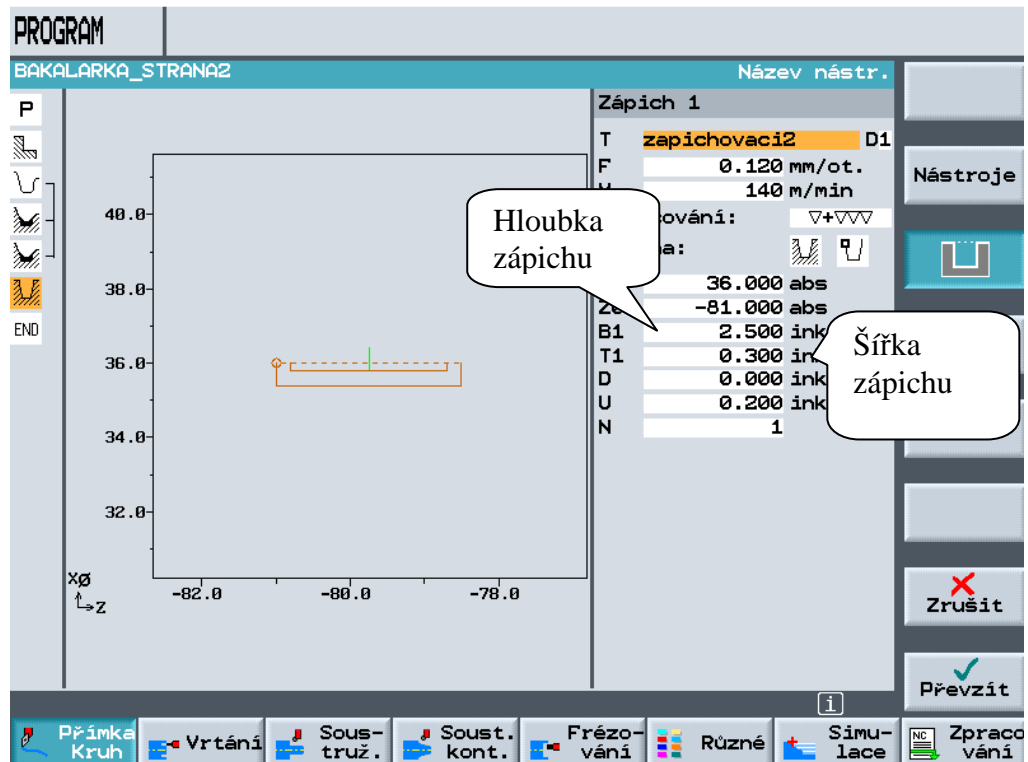 PROGRAM
BAKALARKA_STRANA2 Název nástr.
P
END
40.0
38.0
36.0
34.0
32.0
XØ
Z
-82.0 -80.0 -78.0
Zápich 1
T zapichovaci2 D1
F 0.120 mm/ot.
140 m/min
cování: ▽+▽▽▽
ha:
36.000 abs
-81.000 abs
B1 2.500 ink
T1 0.300 in
D 0.000 ink
U 0.200 ink
N 1
Hloubka
zápichu
Šířka
zápichu
Nástroje
Zrušit
Převzít
i
Přímka
Kruh
Vrtání
Sous-
truž.
Soust.
kont.
Frézo-
vání
Různé
Simu-
lace
NC
Zpraco
vání